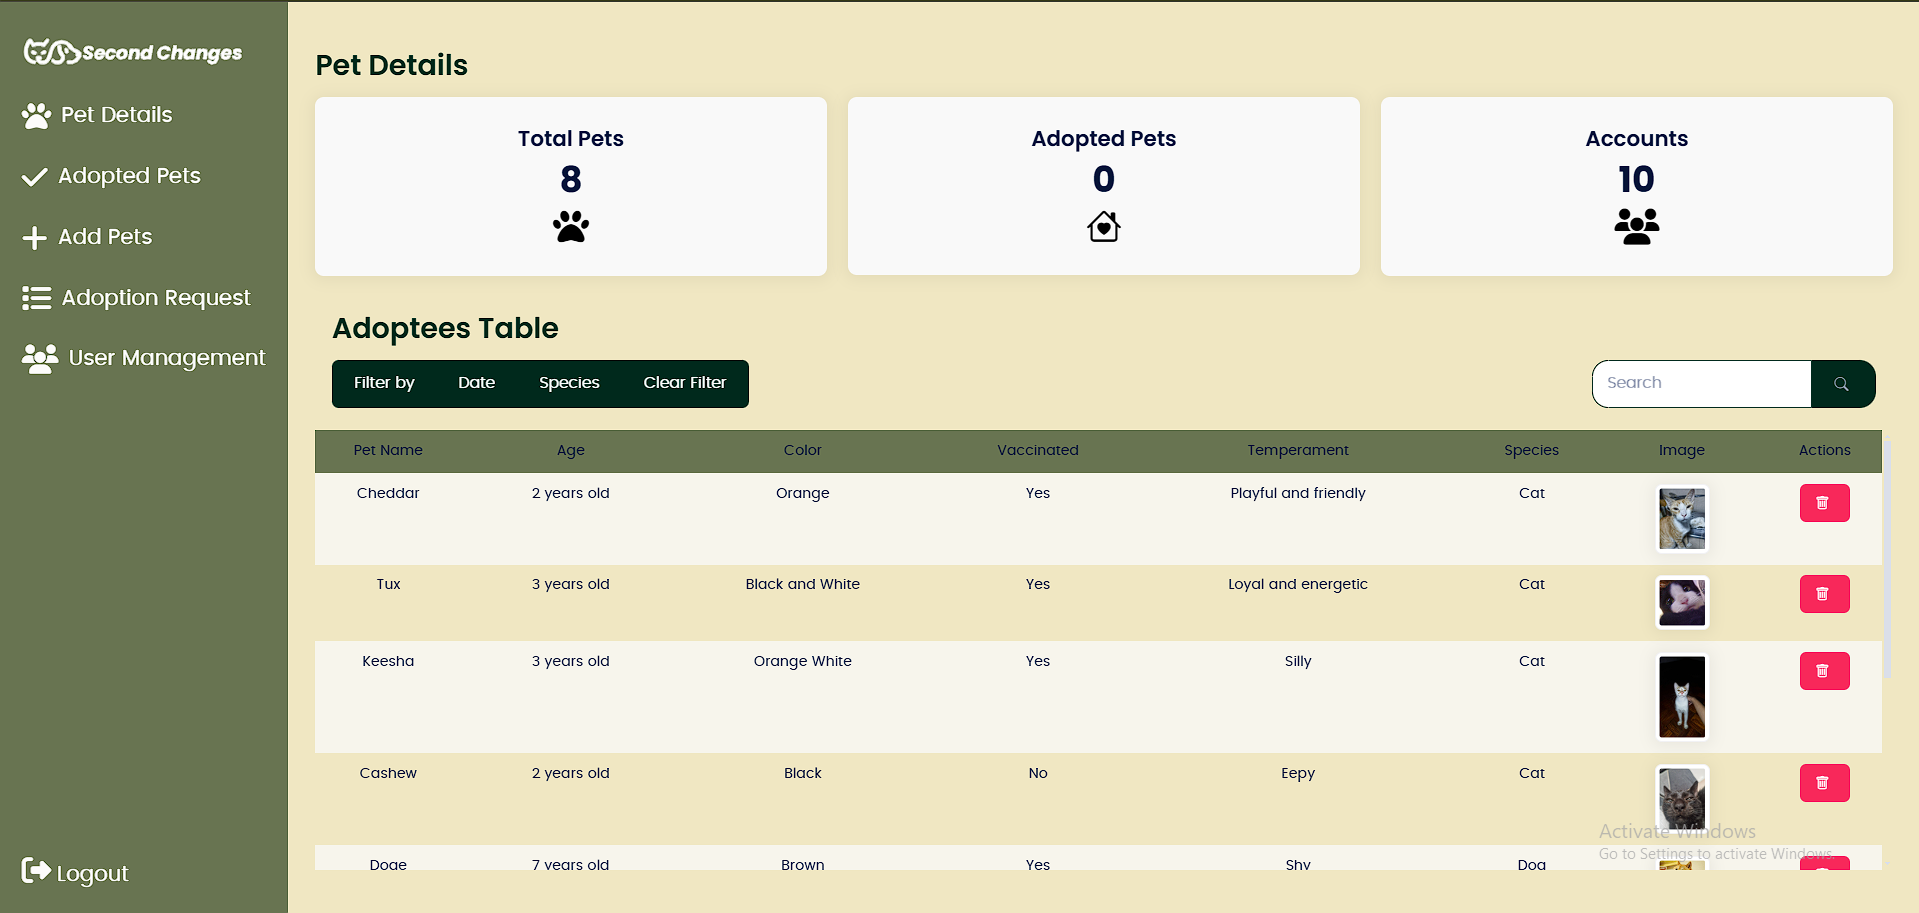 Second Changes
Pet Details
Adopted Pets
Add Pets
Adoption Request
User Management
Logout
Pet Details
Total Pets
8
Adopted Pets
0
Accounts
10
Adoptees Table
Filter by Date Species Clear Filter
Search
Pet Name Age Color Vaccinated Temperament Species Image Actions
Cheddar 2 years old Orange Yes Playful and friendly Cat
Tux 3 years old Black and White Yes Loyal and energetic Cat
Keesha 3 years old Orange White Yes Silly Cat
Cashew 2 years old Black No Eepy Cat
Doge 7 years old Brown Yes Shy Dog
Activate Windows
Go to Settings to activate Windows.